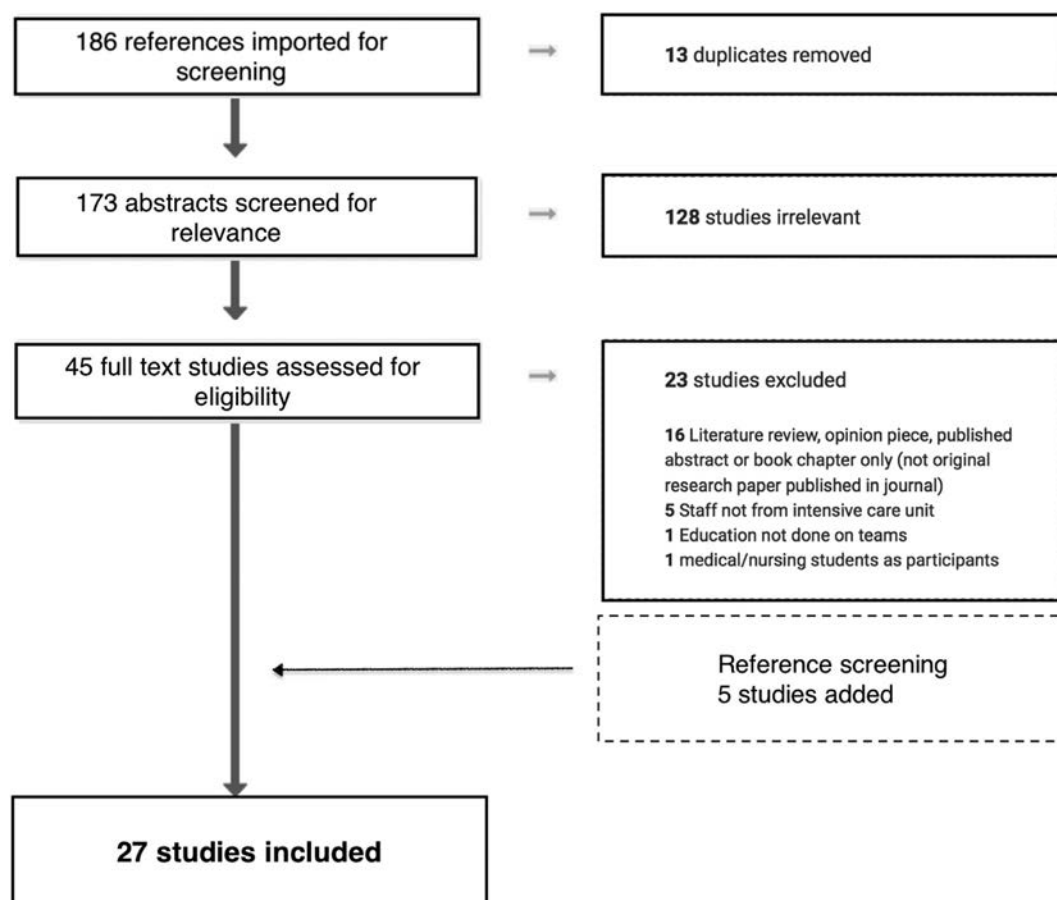 186 references imported for
screening
13 duplicates removed
173 abstracts screened for
relevance
128 studies irrelevant
45 full text studies assessed for
eligibility
23 studies excluded
16 Literature review, opinion piece, published
abstract or book chapter only (not original
research paper published in journal)
5 Staff not from intensive care unit
1 Education not done on teams
1 medical/nursing students as participants
Reference screening
5 studies added
27 studies included